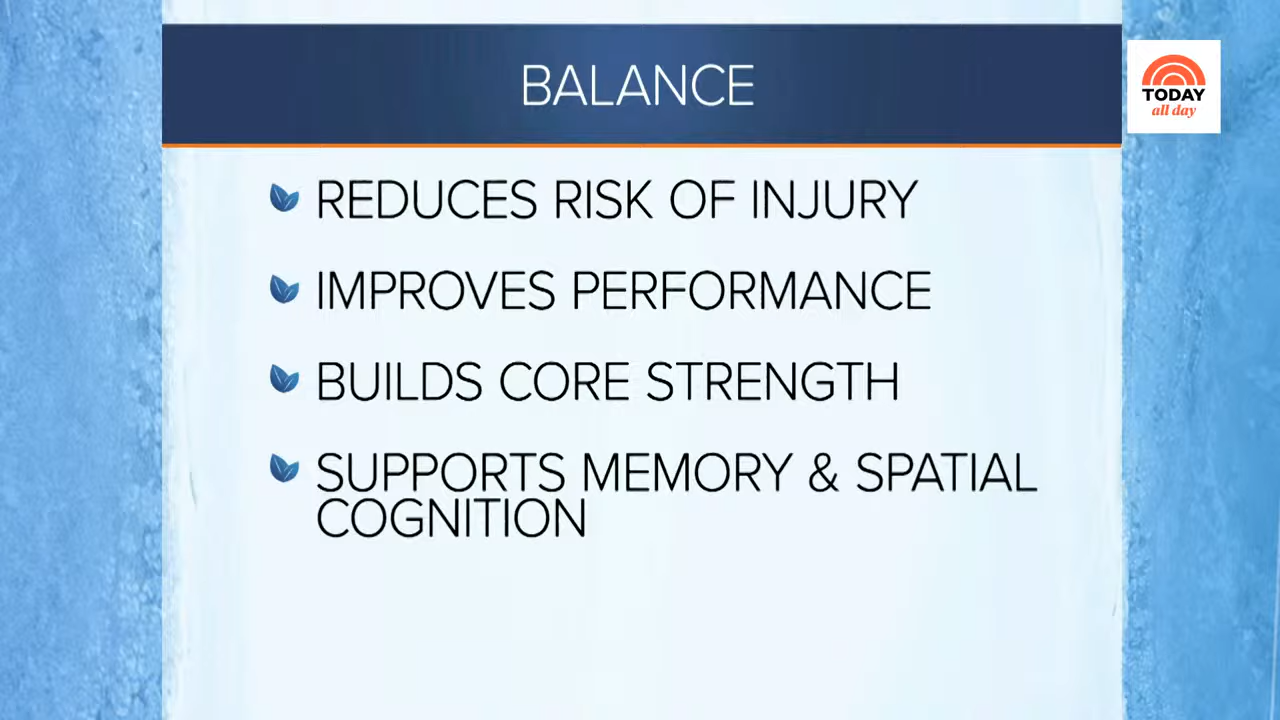 BALANCE
TODAY
all day
REDUCES RISK OF INJURY
IMPROVES PERFORMANCE
BUILDS CORE STRENGTH
SUPPORTS MEMORY & SPATIAL
COGNITION